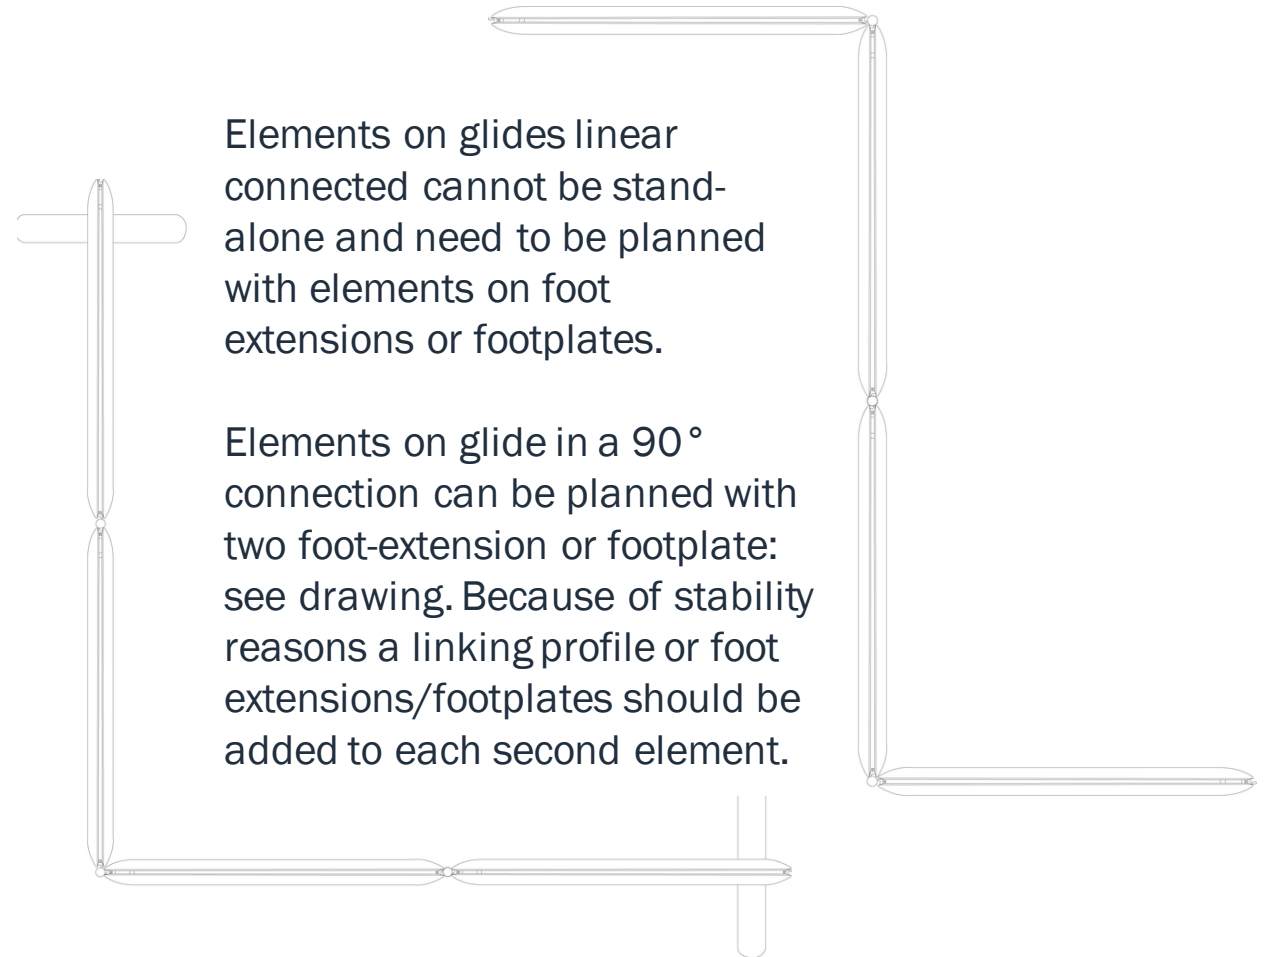 Elements on glides linear
connected cannot be stand-
alone and need to be planned
with elements on foot
extensions or footplates.
Elements on glide in a 90°
connection can be planned with
two foot-extension or footplate:
see drawing. Because of stability
reasons a linking profile or foot
extensions/footplates should be
added to each second element.